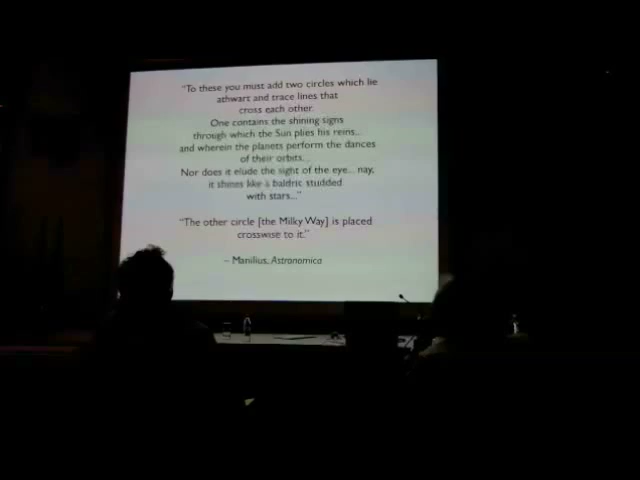 "To these you must add two circles which lie
athwart and trace lines that
cross each other.
One contains the shining signs
through which the Sun plies his reins...
and wherein the planets perform the dances
of their orbits...
Nor does it elude the sight of the eye... nay,
it shines like a baldric studded
with stars..."
"The other circle [the Milky Way] is placed
crosswise to it."
– Manilius, Astronomica